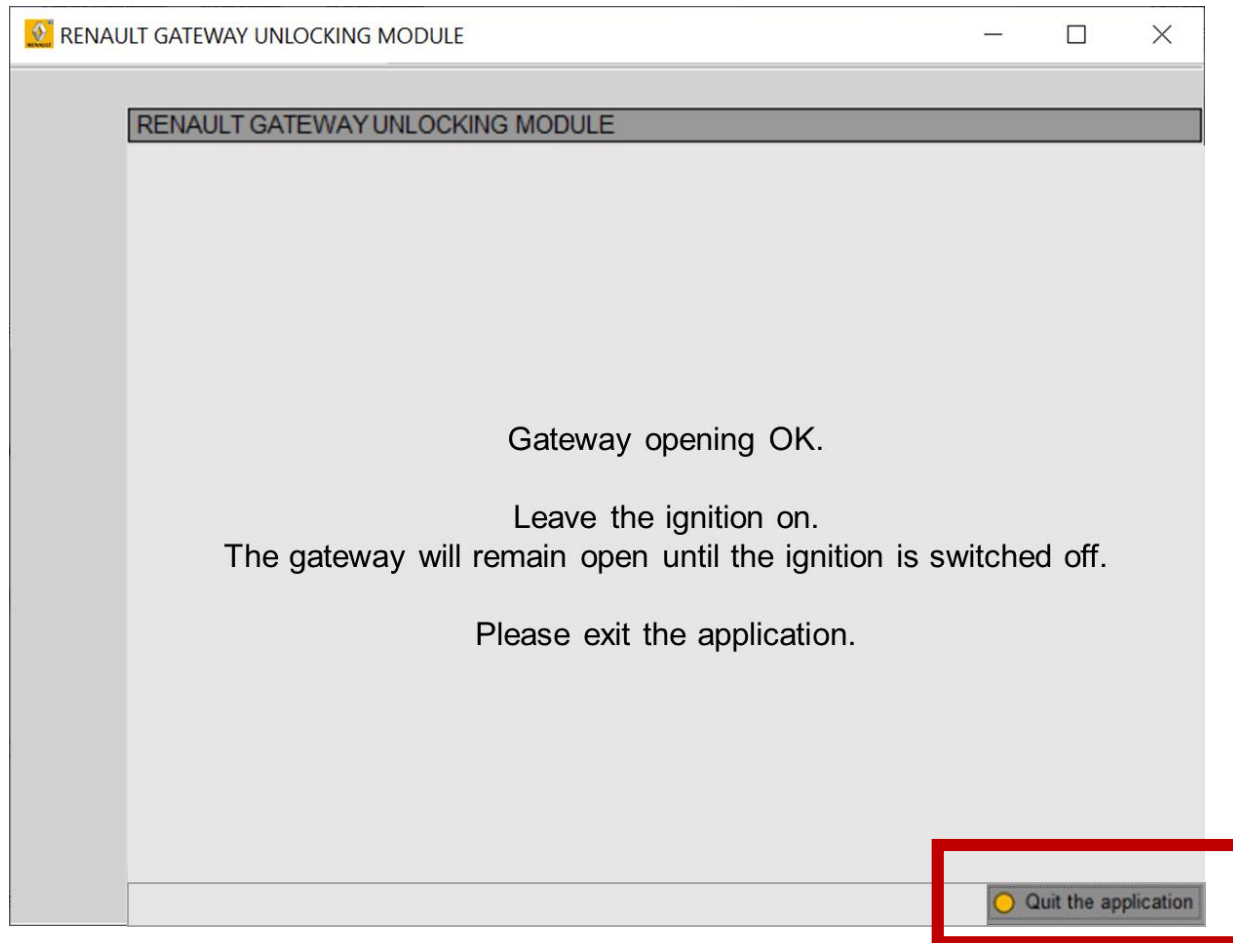 RENAULT GATEWAY UNLOCKING MODULE
RENAULT GATEWAY UNLOCKING MODULE
Gateway opening OK.
Leave the ignition on.
The gateway will remain open until the ignition is switched off.
Please exit the application.
Quit the application